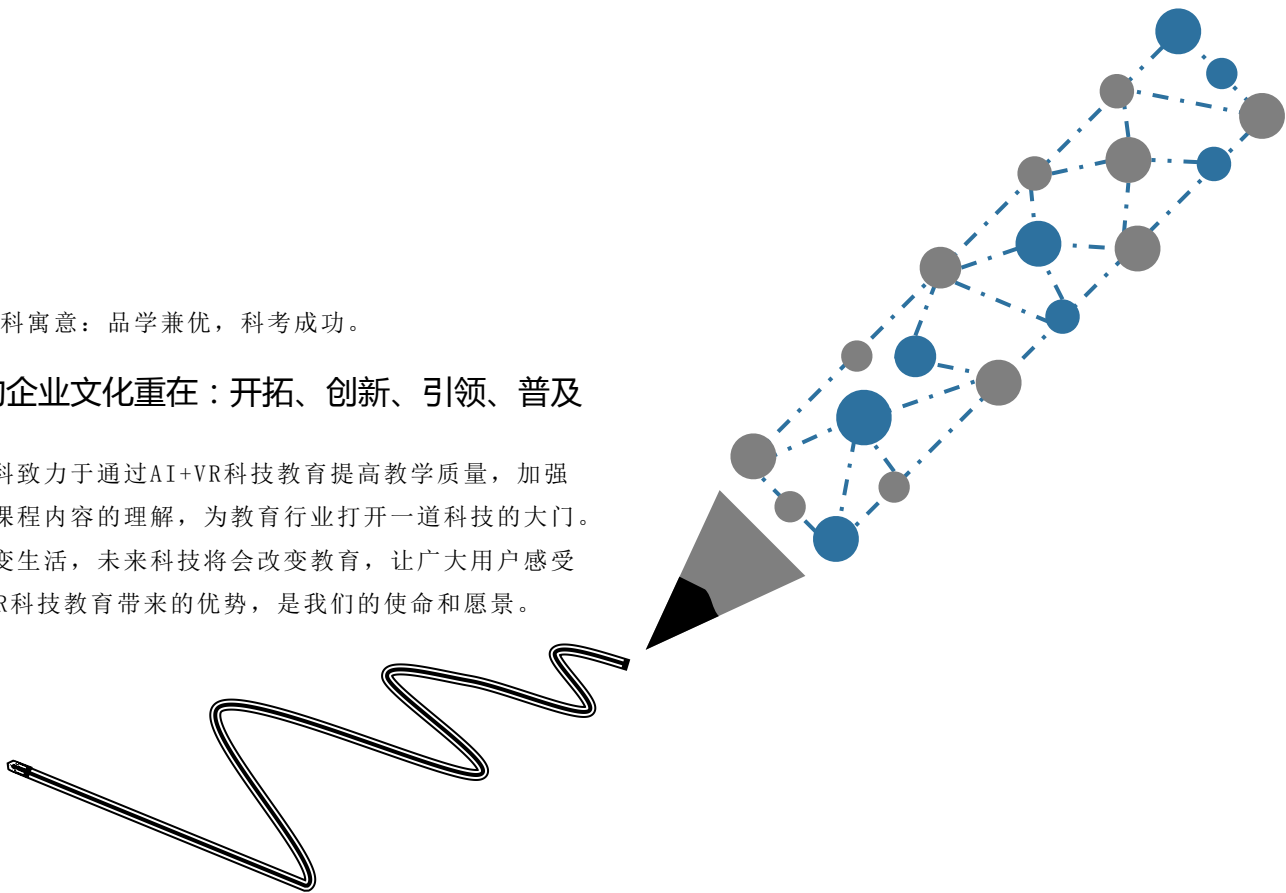 科寓意：品学兼优，科考成功。
的企业文化重在：开拓、创新、引领、普及
科致力于通过AI+VR科技教育提高教学质量，加强
课程内容的理解，为教育行业打开一道科技的大门。
变生活，未来科技将会改变教育，让广大用户感受
R科技教育带来的优势，是我们的使命和愿景。